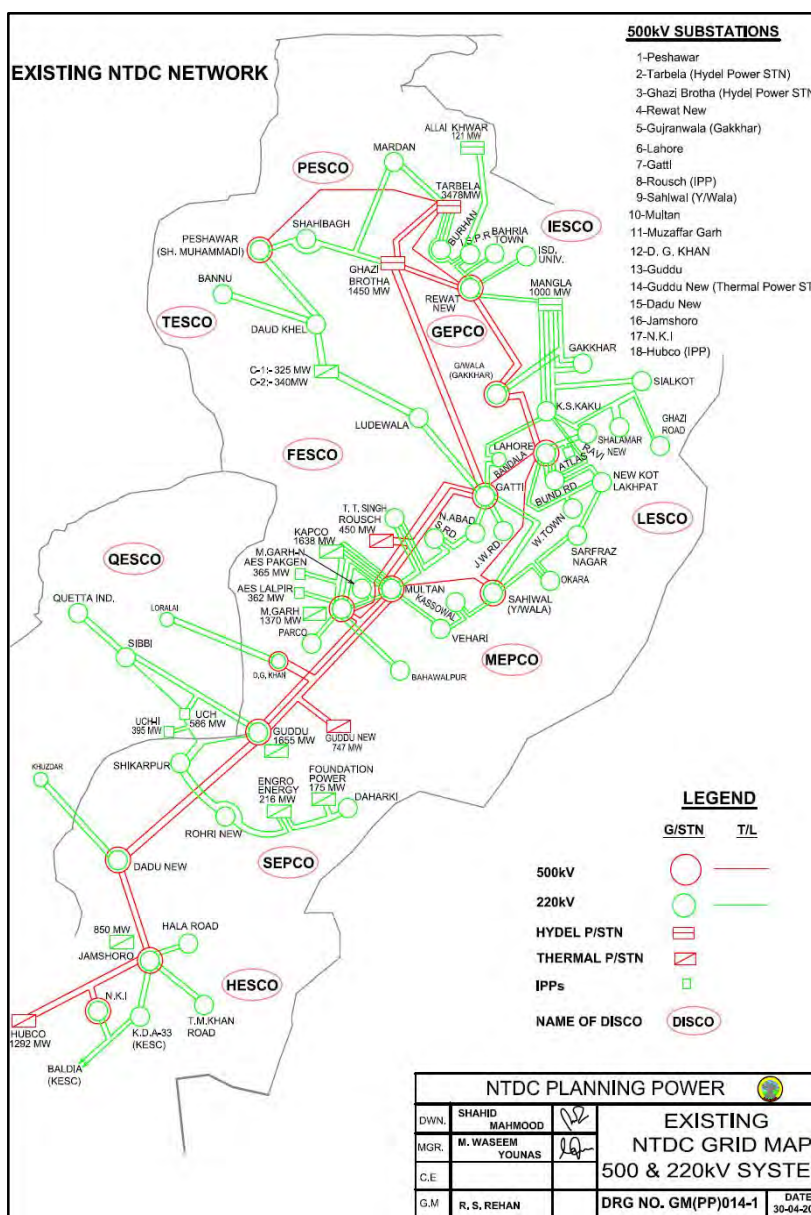 EXISTING NTDC NETWORK
500kV SUBSTATIONS
1-Peshawar
2-Tarbela (Hydel Power STN)
3-Ghazi Brotha (Hydel Power STN
4-Rewat New
5-Gujranwala (Gakkhar)
6-Lahore
7-Gatti
8-Rousch (IPP)
9-Sahiwal (Y/Wala)
10-Multan
11-Muzaffar Garh
12-D. G. KHAN
13-Guddu
14-Guddu New (Thermal Power ST
15-Dadu New
16-Jamshoro
17-N.K.I
18-Hubco (IPP)
ALLAI KHWAR
121 MW
MARDAN
PESCO
TARBELA
3478MW
IESCO
SHAHIBAGH
PESHAWAR
(SH. MUHAMMADI)
BURHAN
I.S.P.R
BAHRIA
TOWN
ISD.
UNIV.
GHAZI
BROTHA
1450 MW
REWAT
NEW
MANGLA
1000 MW
BANNU
TESCO
DAUD KHEL
GEPCO
GAKKHAR
G/WALA
(GAKKHAR)
C-1:- 325 MW
C-2:- 340MW
SIALKOT
K.S.KAKU
LUDEWALA
GHAZI
ROAD
SHALAMAR
NEW
FESCO
LAHORE
BANDALA
RAVI
ATLAS
GATTI
BUND.RD
NEW KOT
LAKHPAT
LESCO
T. T. SINGH
ROUSCH
450 MW
N.ABAD
S.RD
J.W.RD.
W.TOWN
SARFRAZ
NAGAR
KAPCO
1638 MW
M.GARH-N
AES PAKGEN
365 MW
QESCO
AES LALPIR
362 MW
MULTAN
KASSOWAL
SAHIWAL
(Y/WALA)
OKARA
M.GARH
1370 MW
QUETTA IND.
LORALAI
PARCO
VEHARI
MEPCO
SIBBI
D.G. KHAN
BAHAWALPUR
UCH
586 MW
UCH-II
395 MW
GUDDU
1655 MW
GUDDU NEW
747 MW
SHIKARPUR
KHUZDAR
ENGRO
ENERGY
216 MW
FOUNDATION
POWER
175 MW
DAHARKI
ROHRI NEW
SEPCO
DADU NEW
850 MW
JAMSHORO
HALA ROAD
HESCO
N.K.I
HUBCO
1292 MW
K.D.A-33
(KESC)
T.M.KHAN
ROAD
BALDIA
(KESC)
LEGEND
G/STN T/L
500kV
220kV
HYDEL P/STN
THERMAL P/STN
IPPs
NAME OF DISCO DISCO
NTDC PLANNING POWER
DWN. SHAHID MAHMOOD
MGR. M. WASEEM YOUNAS
C.E
G.M R. S. REHAN
EXISTING
NTDC GRID MAP
500 & 220kV SYSTE
DRG NO. GM(PP)014-1
DATE
30-04-20